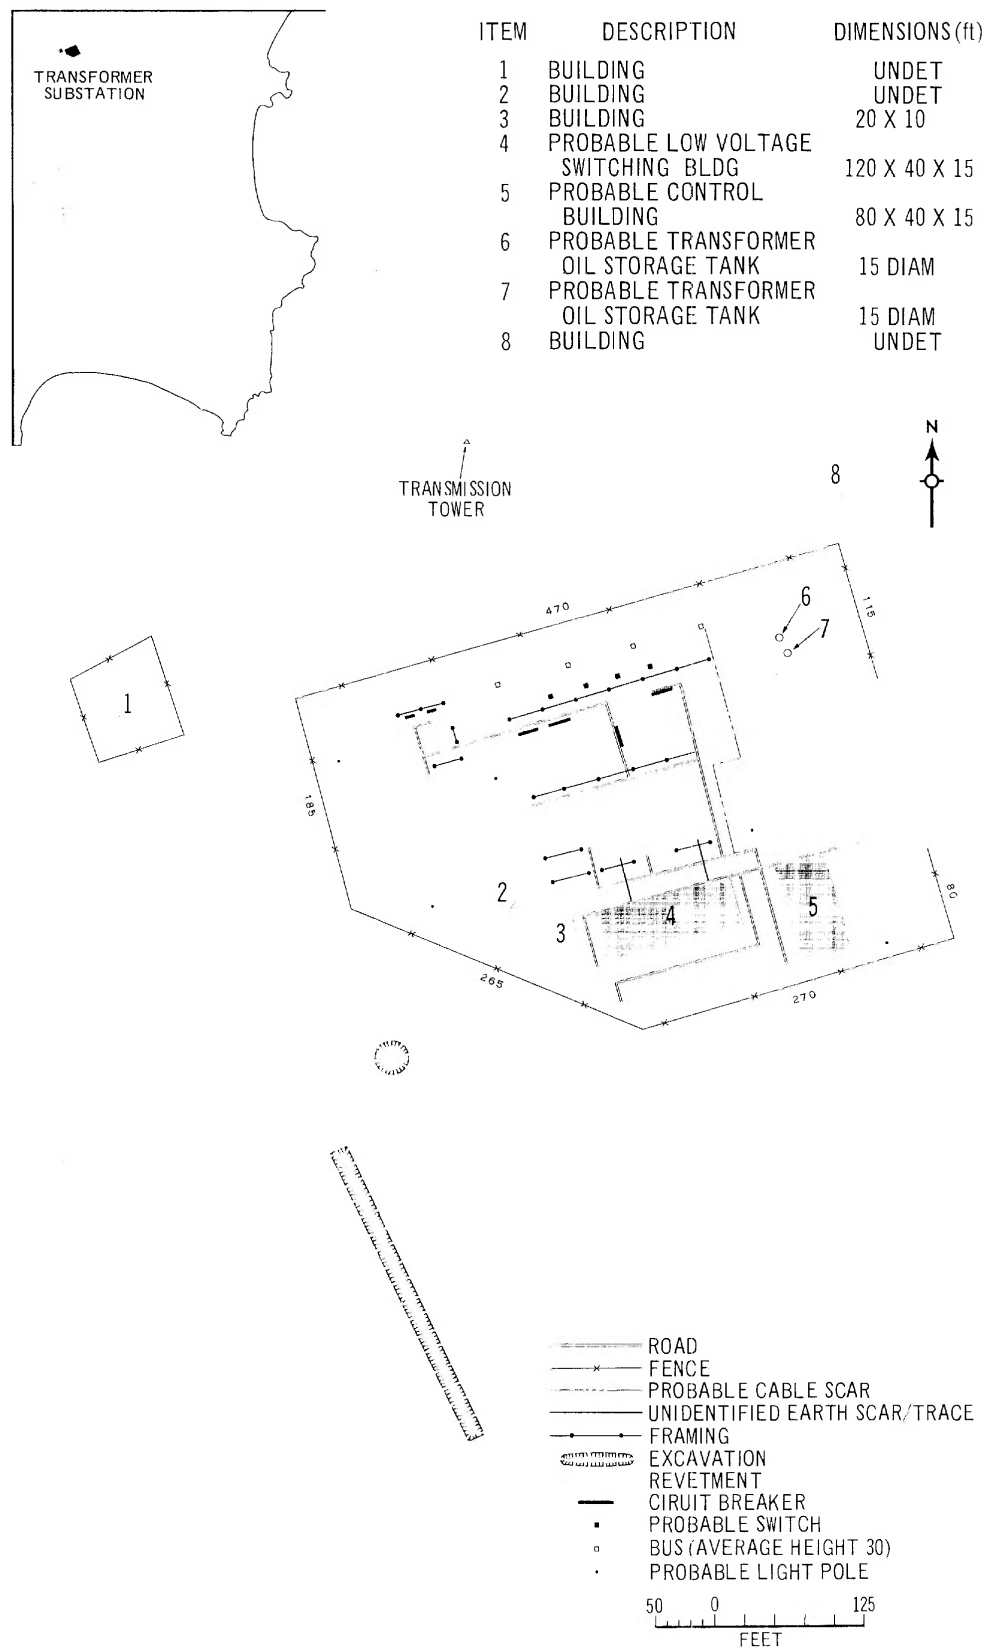 TRANSFORMER
SUBSTATION
ITEM DESCRIPTION DIMENSIONS (ft)
1 BUILDING UNDET
2 BUILDING UNDET
3 BUILDING 20 X 10
4 PROBABLE LOW VOLTAGE
SWITCHING BLDG 120 X 40 X 15
5 PROBABLE CONTROL
BUILDING 80 X 40 X 15
6 PROBABLE TRANSFORMER
OIL STORAGE TANK 15 DIAM
7 PROBABLE TRANSFORMER
OIL STORAGE TANK 15 DIAM
8 BUILDING UNDET
N
8
TRANSMISSION
TOWER
470
6
115
7
1
185
2
4
5
80
3
265
270
ROAD
FENCE
PROBABLE CABLE SCAR
UNIDENTIFIED EARTH SCAR/TRACE
FRAMING
EXCAVATION
REVETMENT
CIRUIT BREAKER
PROBABLE SWITCH
BUS (AVERAGE HEIGHT 30)
PROBABLE LIGHT POLE
50 0 125
FEET